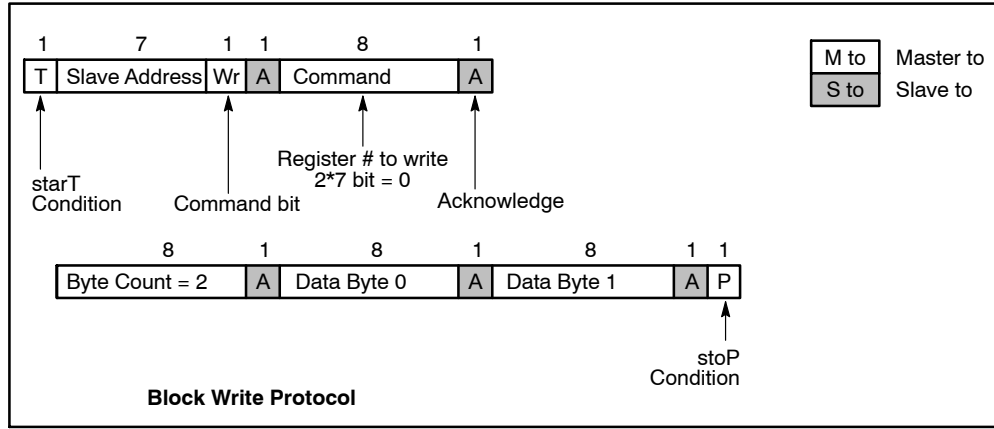 1 7 1 1 8 1
T Slave Address Wr A Command A
M to Master to
S to Slave to
starT
Condition
Command bit
Register # to write
2*7 bit = 0
Acknowledge
8 1 8 1 8 1 1
Byte Count = 2 A Data Byte 0 A Data Byte 1 A P
stoP
Condition
Block Write Protocol